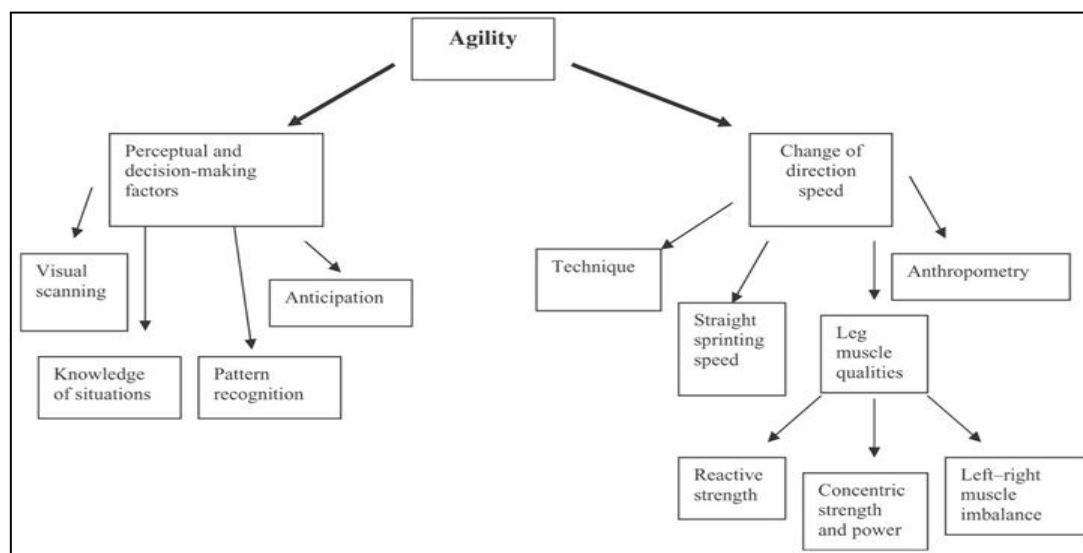 Agility
Perceptual and
decision-making
factors
Change of
direction
speed
Visual
scanning
Anticipation
Technique
Anthropometry
Knowledge
of situations
Pattern
recognition
Straight
sprinting
speed
Leg
muscle
qualities
Reactive
strength
Concentric
strength
and power
Left–right
muscle
imbalance